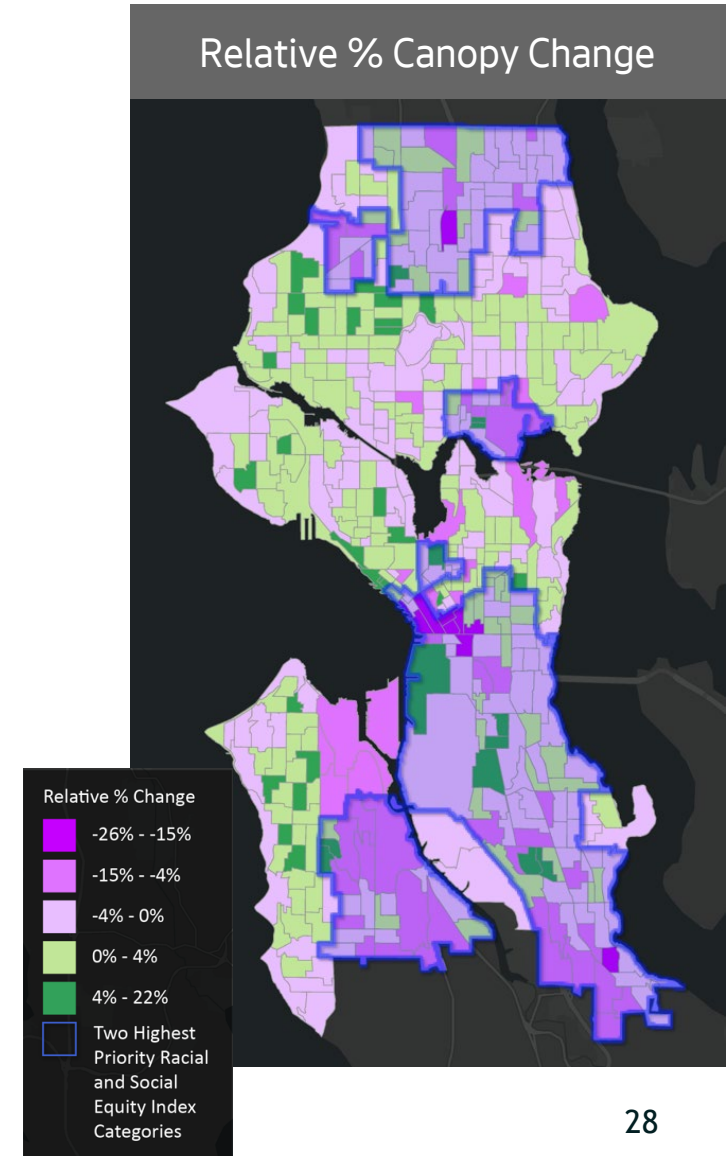 Relative % Canopy Change
Relative % Change
-26% - -15%
-15% - -4%
-4% - 0%
0% - 4%
4% - 22%
Two Highest
Priority Racial
and Social
Equity Index
Categories
28